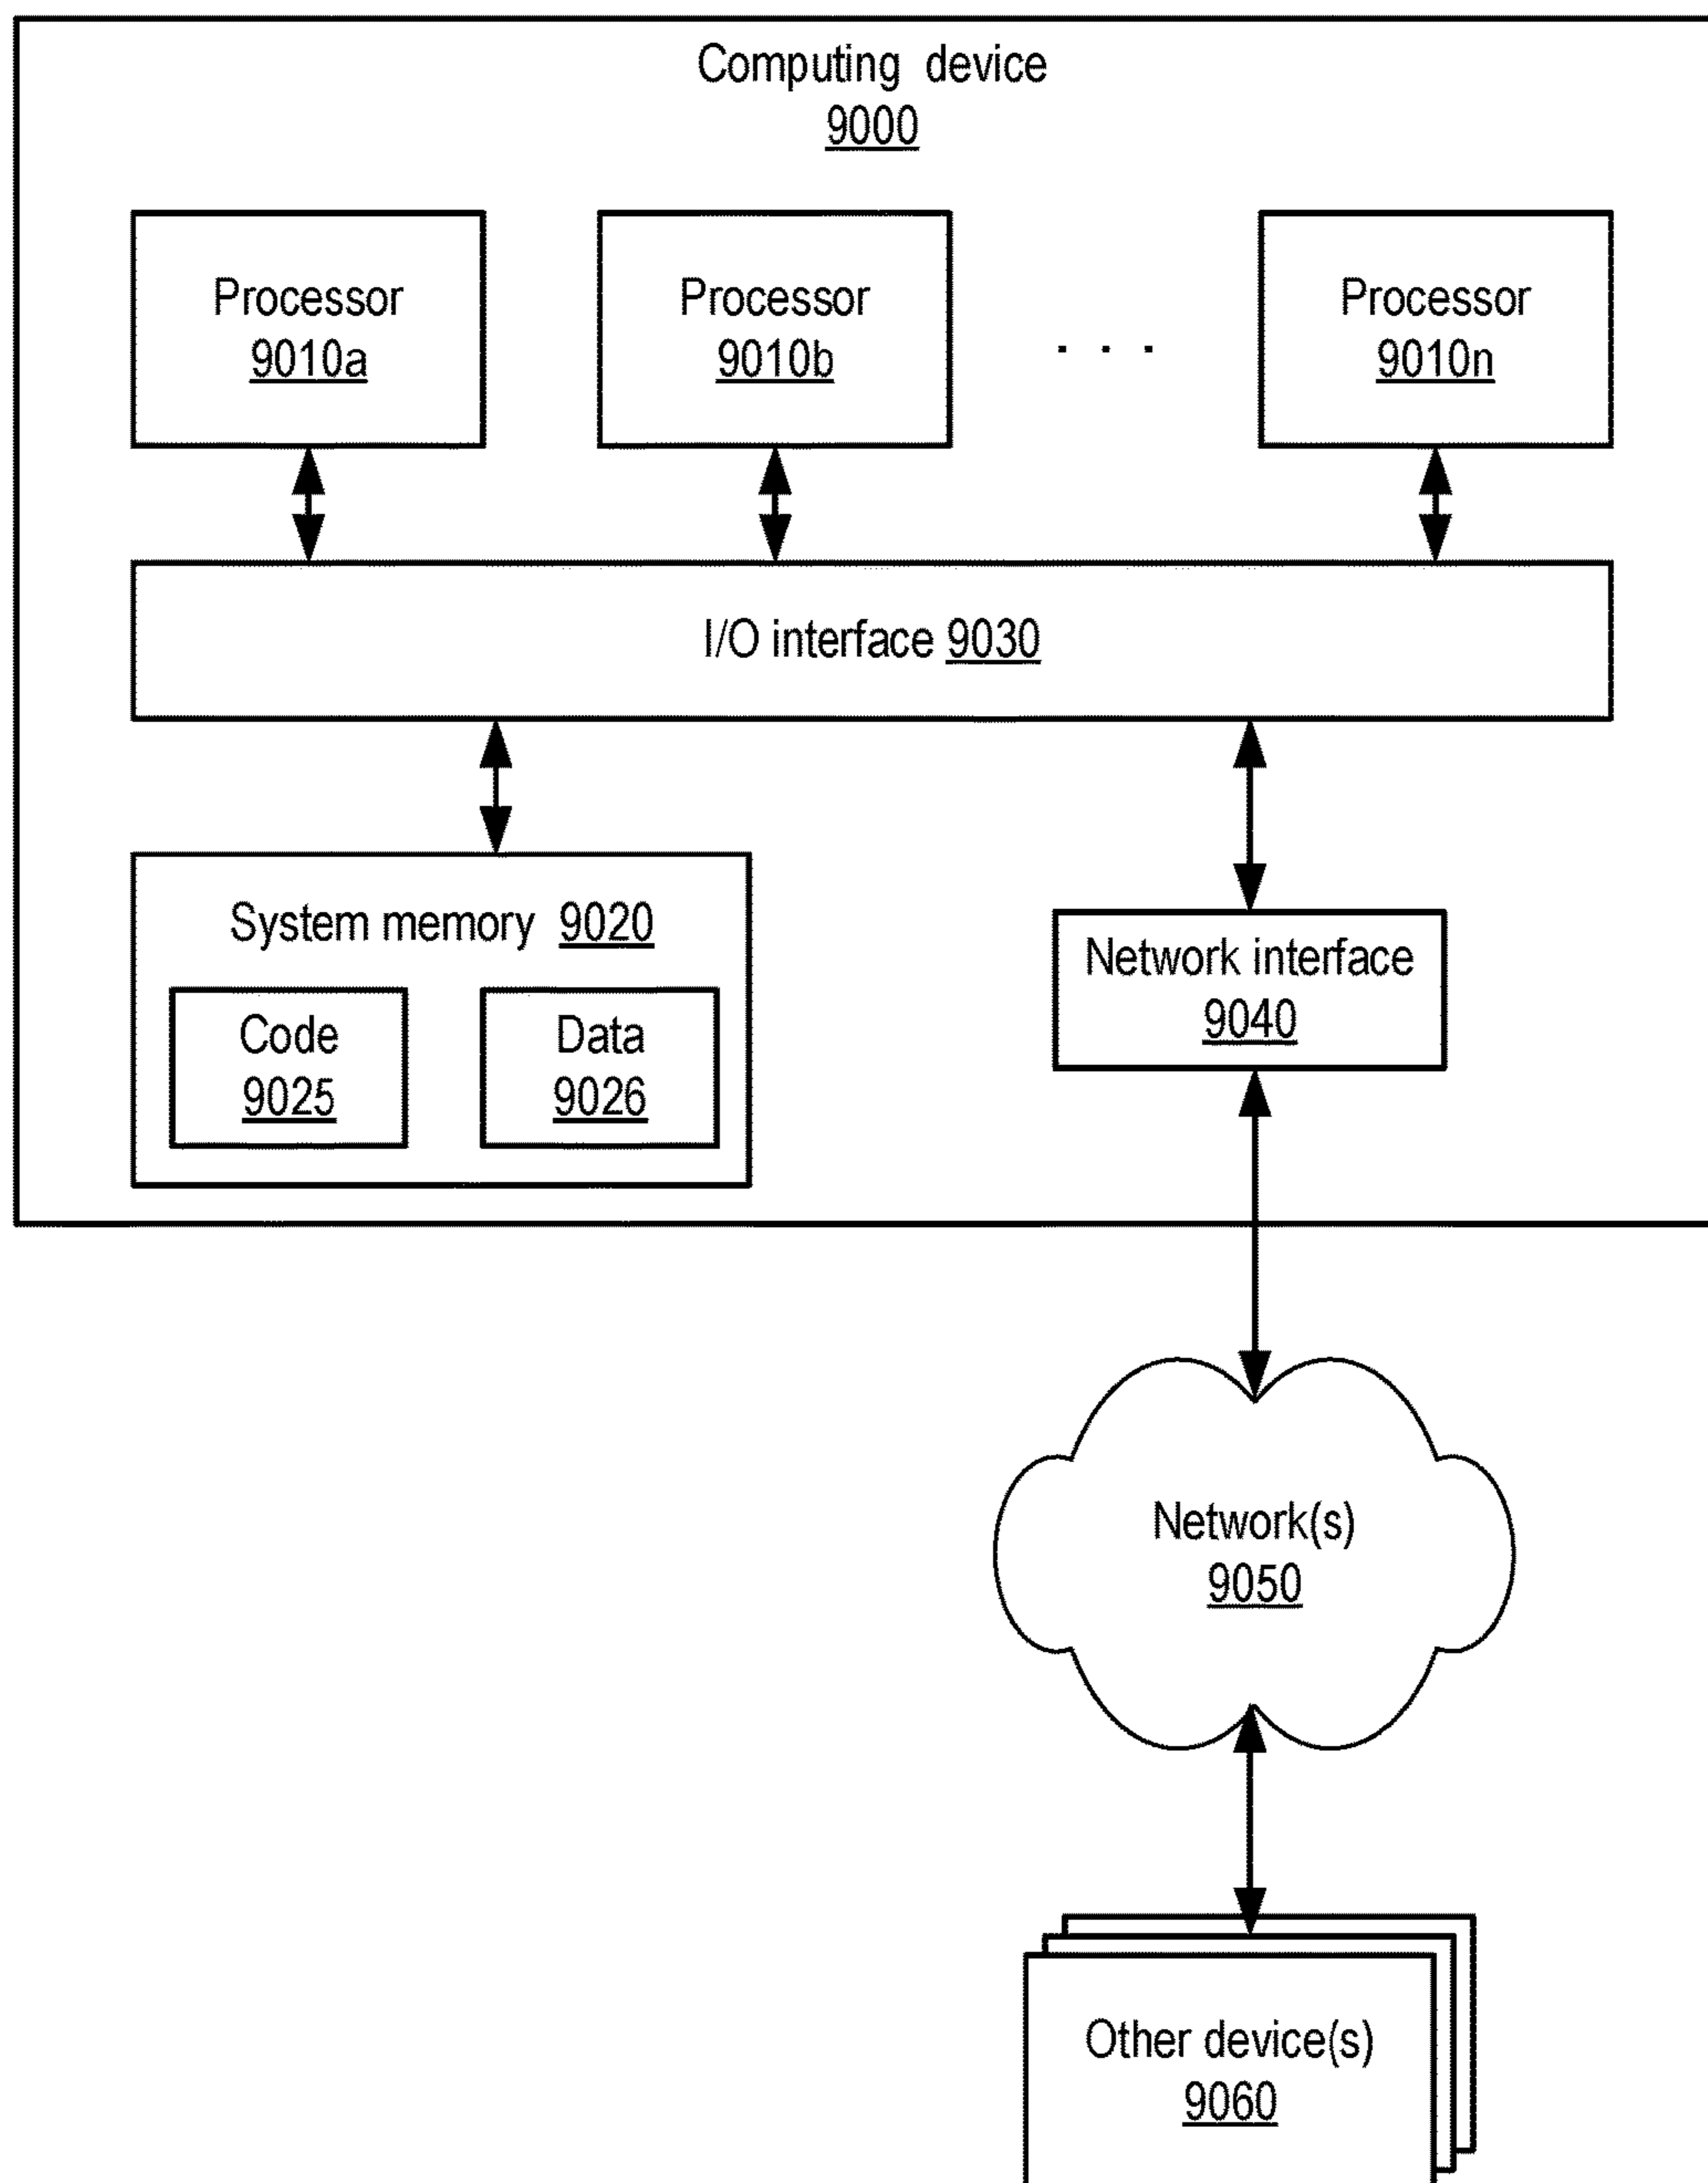 Computing device
9000
Processor
9010a
Processor
9010b
. . .
Processor
9010n
I/O interface 9030
System memory 9020
Code
9025
Data
9026
Network interface
9040
Network(s)
9050
Other device(s)
9060